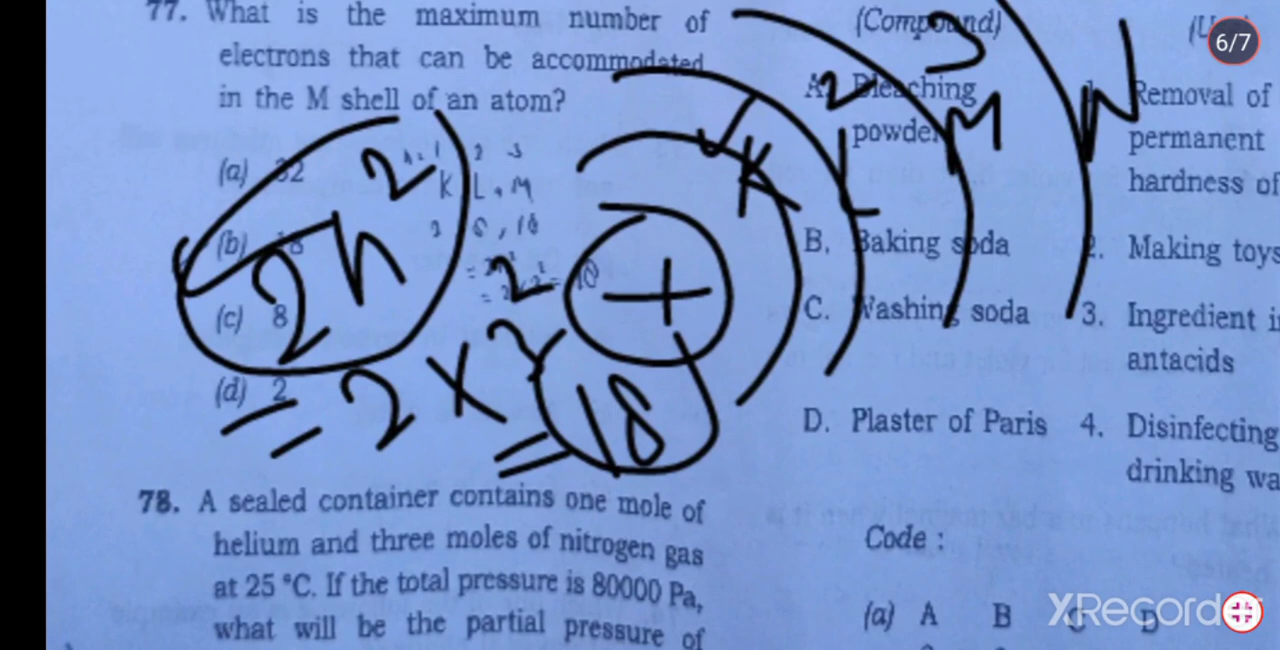 77. What is the maximum number of
electrons that can be accommodated
in the M shell of an atom?
(a) 32
(b) 18
(c) 8
(d) 2
K L, M
2n²
= 2 × 3²
= 18
+
K
L
M
N
78. A sealed container contains one mole of
helium and three moles of nitrogen gas
at 25 °C. If the total pressure is 80000 Pa,
what will be the partial pressure of
(Compound)
A. Bleaching
powder
B. Baking soda
C. Washing soda
D. Plaster of Paris
Removal of
permanent
hardness of
2. Making toys
3. Ingredient
antacids
4. Disinfecting
drinking
Code :
(a) A B C D
6/7
XRecorder